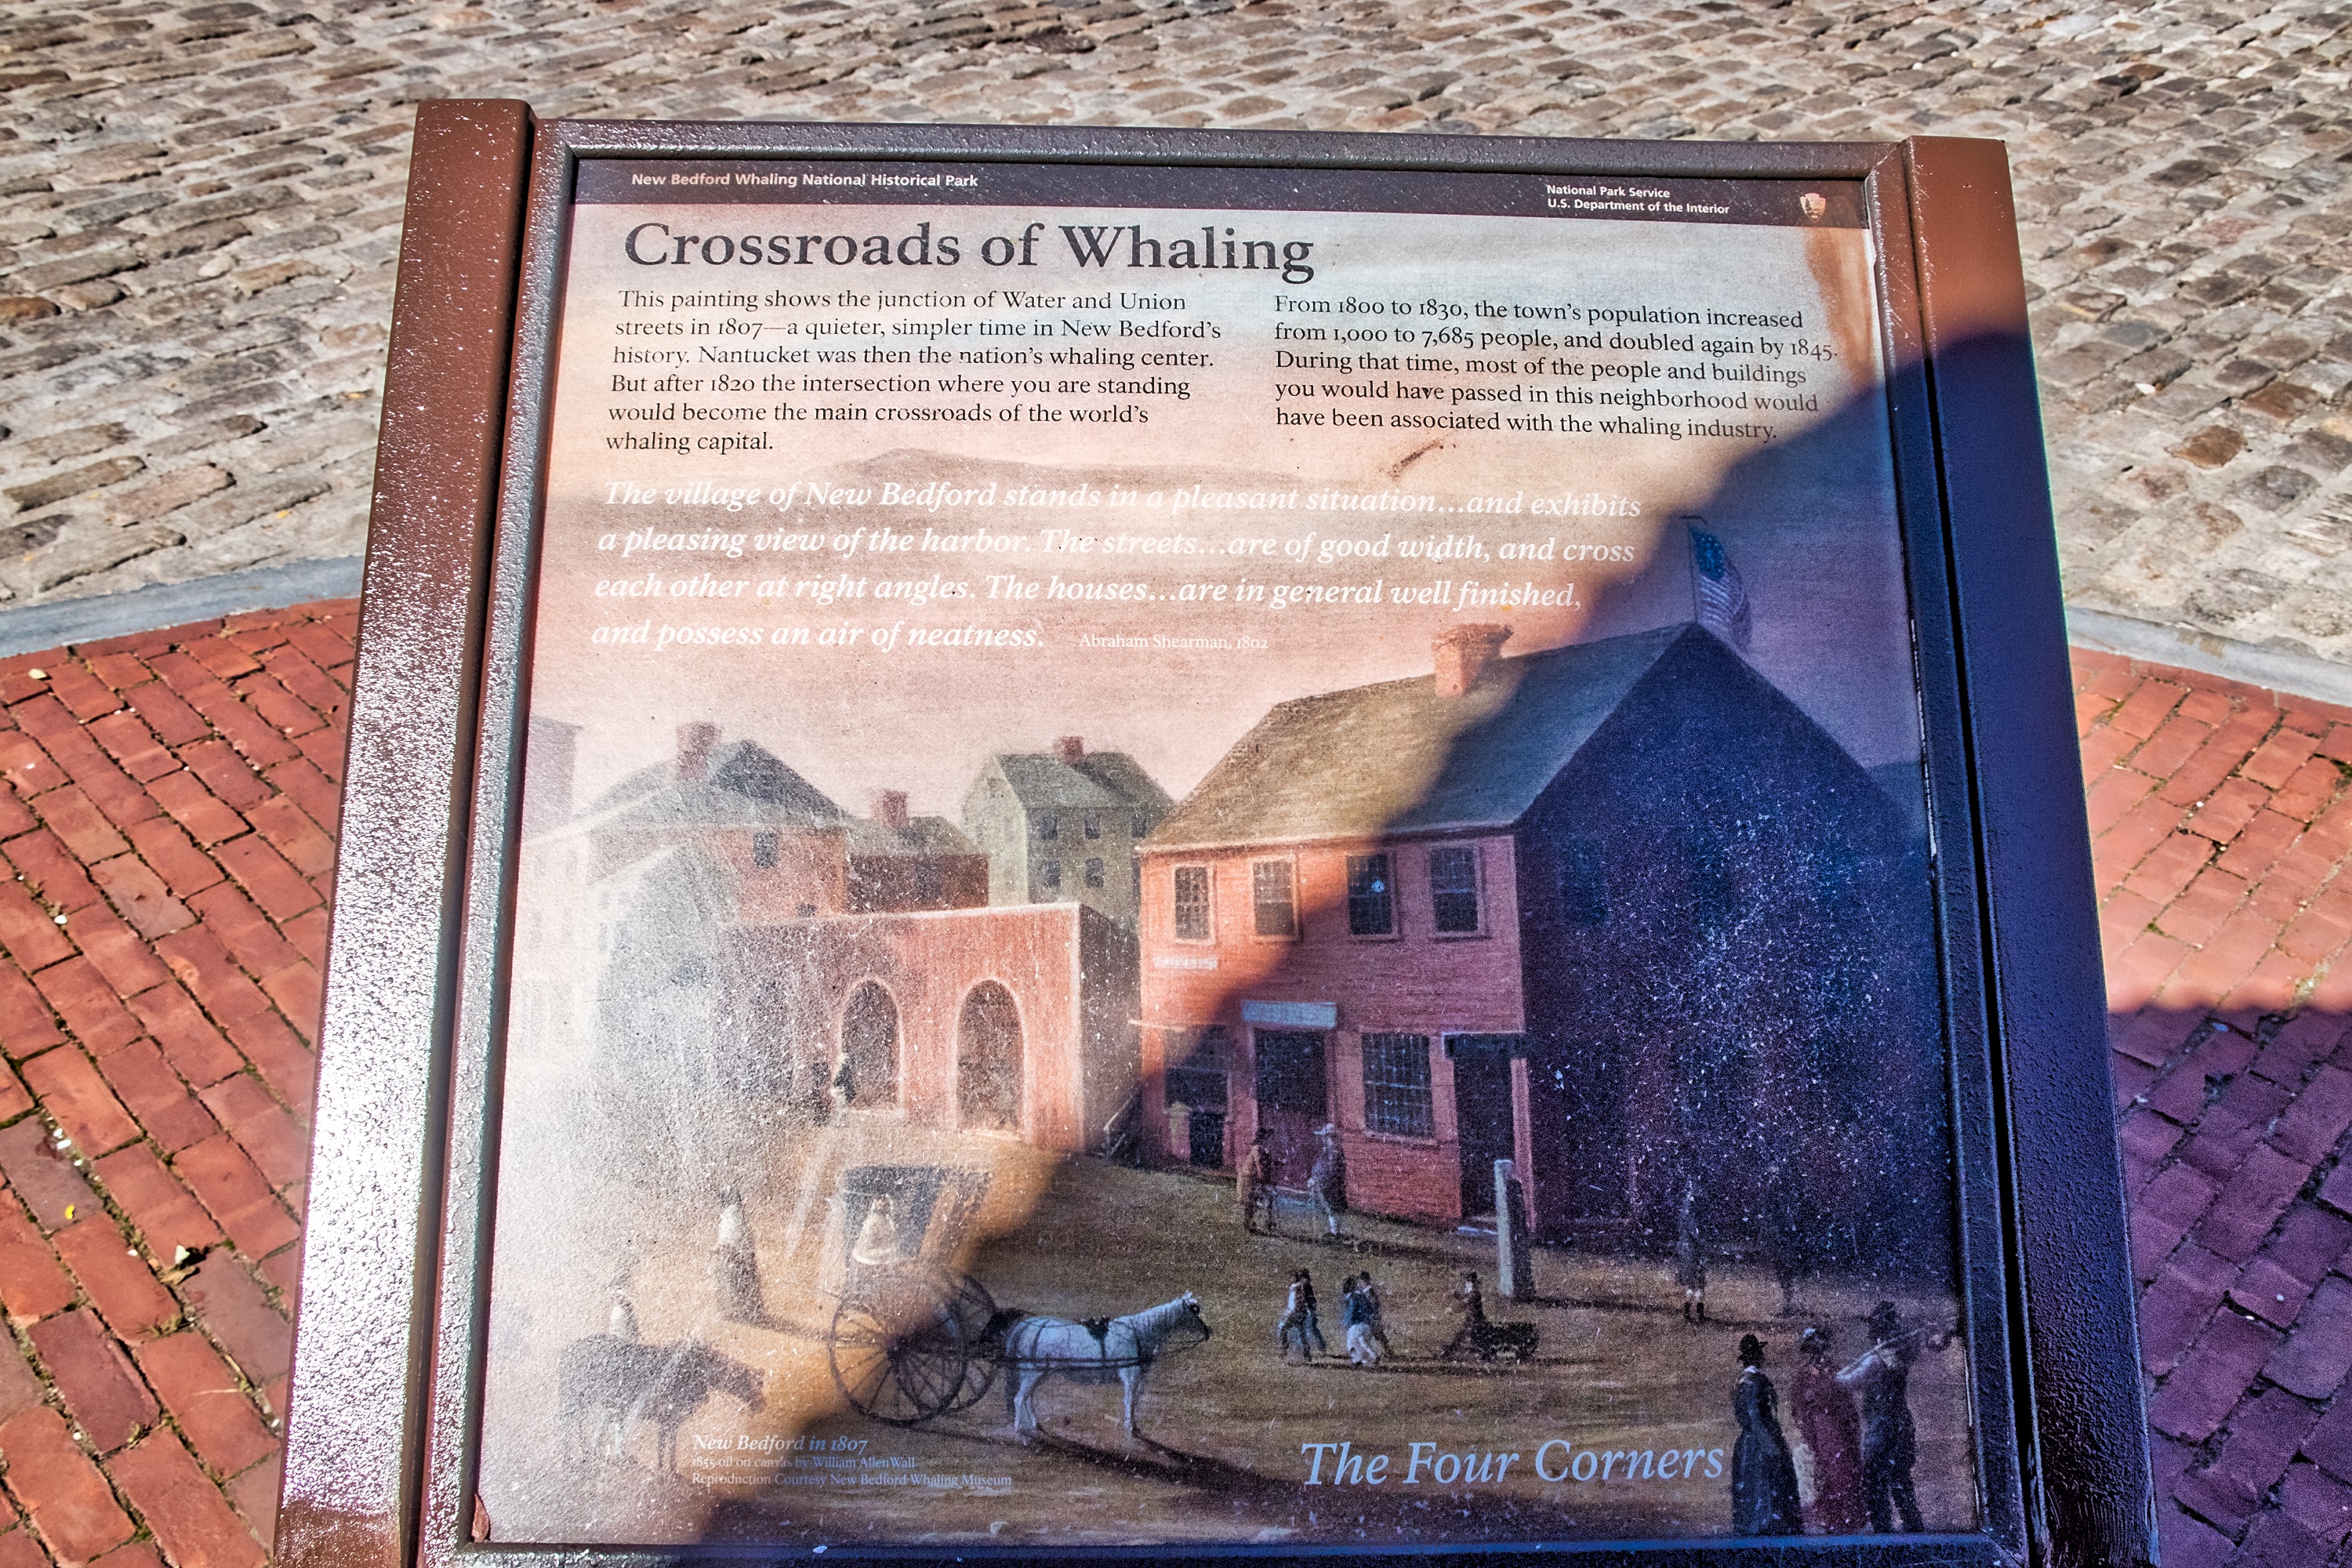 New Bedford Whaling National Historical Park
National Park Service
U.S. Department of the Interior
Crossroads of Whaling
This painting shows the junction of Water and Union
streets in 1807—a quieter, simpler time in New Bedford's
history. Nantucket was then the nation's whaling center.
But after 1820 the intersection where you are standing
would become the main crossroads of the world's
whaling capital.
From 1800 to 1830, the town's population increased
from 1,000 to 7,685 people, and doubled again by 1845.
During that time, most of the people and buildings
you would have passed in this neighborhood would
have been associated with the whaling industry.
The village of New Bedford stands in a pleasant situation...and exhibits
a pleasing view of the harbor. The streets...are of good width, and cross
each other at right angles. The houses...are in general well finished,
and possess an air of neatness. Abraham Shearman, 1802
New Bedford in 1807
1855 oil on canvas by William Allen Wall
Reproduction Courtesy New Bedford Whaling Museum
The Four Corners